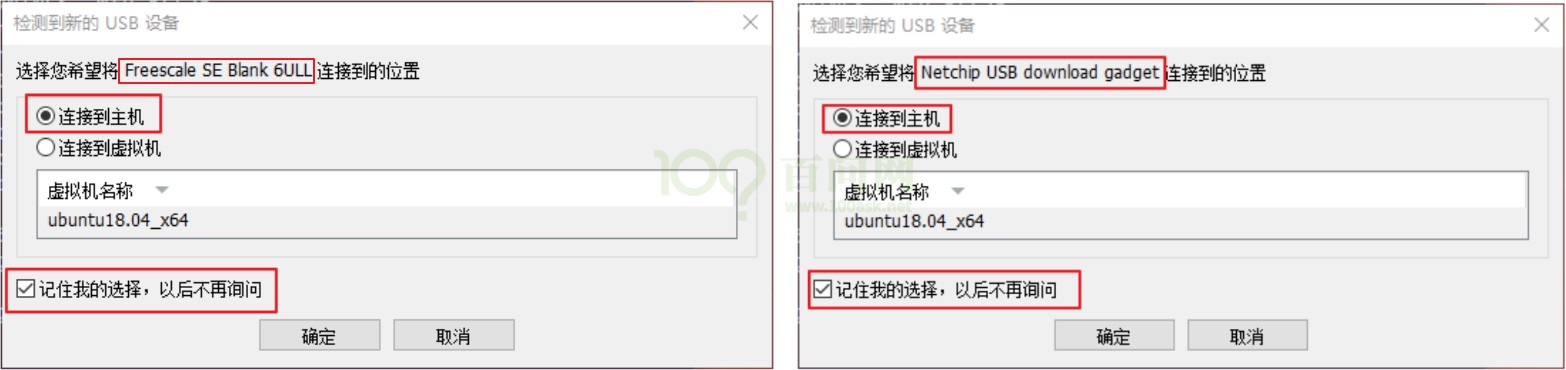 检测到新的 USB 设备
选择您希望将 Freescale SE Blank 6ULL 连接到的位置
连接到主机
连接到虚拟机
虚拟机名称
ubuntu18.04_x64
记住我的选择，以后不再询问
确定
取消
检测到新的 USB 设备
选择您希望将 Netchip USB download gadget 连接到的位置
连接到主机
连接到虚拟机
虚拟机名称
ubuntu18.04_x64
记住我的选择，以后不再询问
确定
取消
百问网
www.100ask.net